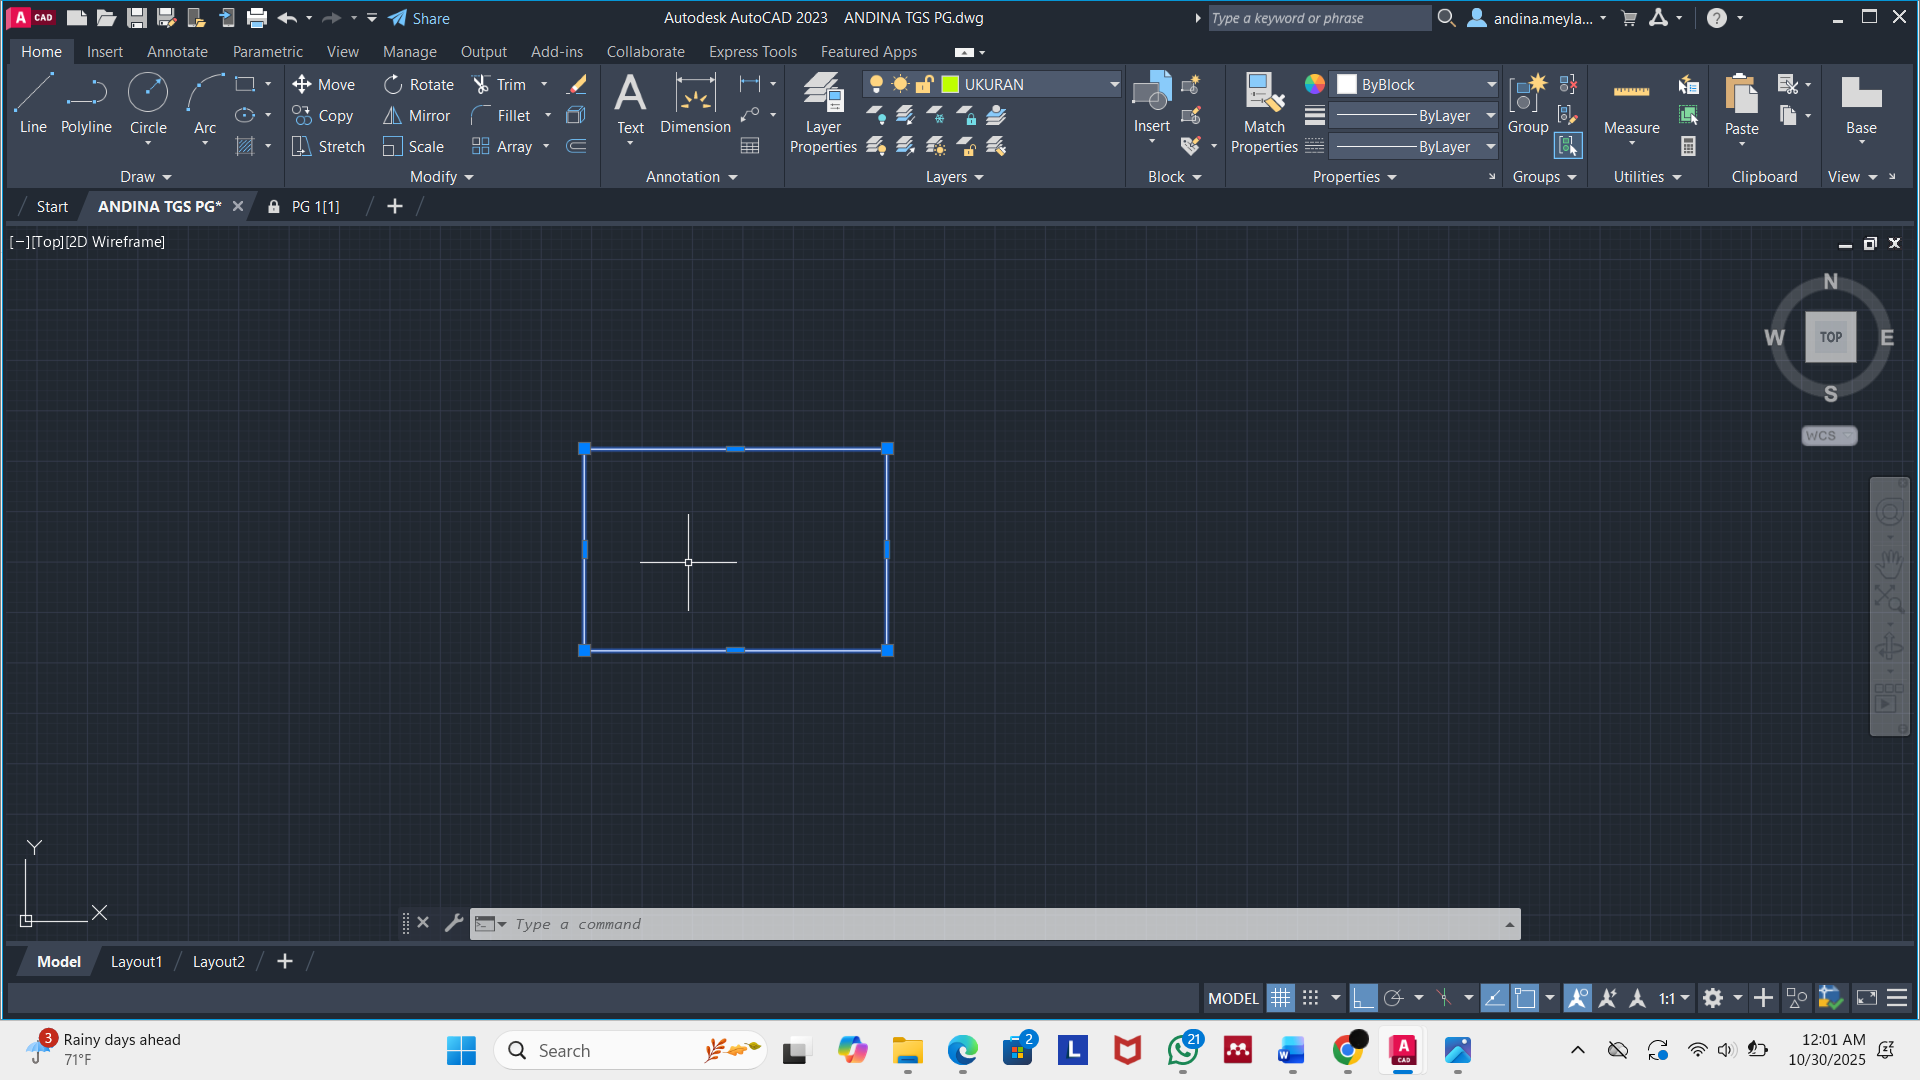 A CAD Share Autodesk AutoCAD 2023 ANDINA TGS PG.dwg Type a keyword or phrase andina.meyla... ?
Home Insert Annotate Parametric View Manage Output Add-ins Collaborate Express Tools Featured Apps
Line Polyline Circle Arc
Draw
Move Rotate Trim
Copy Mirror Fillet
Stretch Scale Array
Modify
Text Dimension
Annotation
Layer Properties
UKURAN
Layers
Insert
Block
Match Properties
ByBlock
ByLayer
ByLayer
Properties
Group
Groups
Measure
Utilities
Paste
Clipboard
Base
View
Start ANDINA TGS PG* PG 1[1]
[−][Top][2D Wireframe]
N
W TOP E
S
WCS
Y
X
Type a command
Model Layout1 Layout2
MODEL 1:1
3 Rainy days ahead
71°F
Search
2
L
21
W
A CAD
12:01 AM
10/30/2025